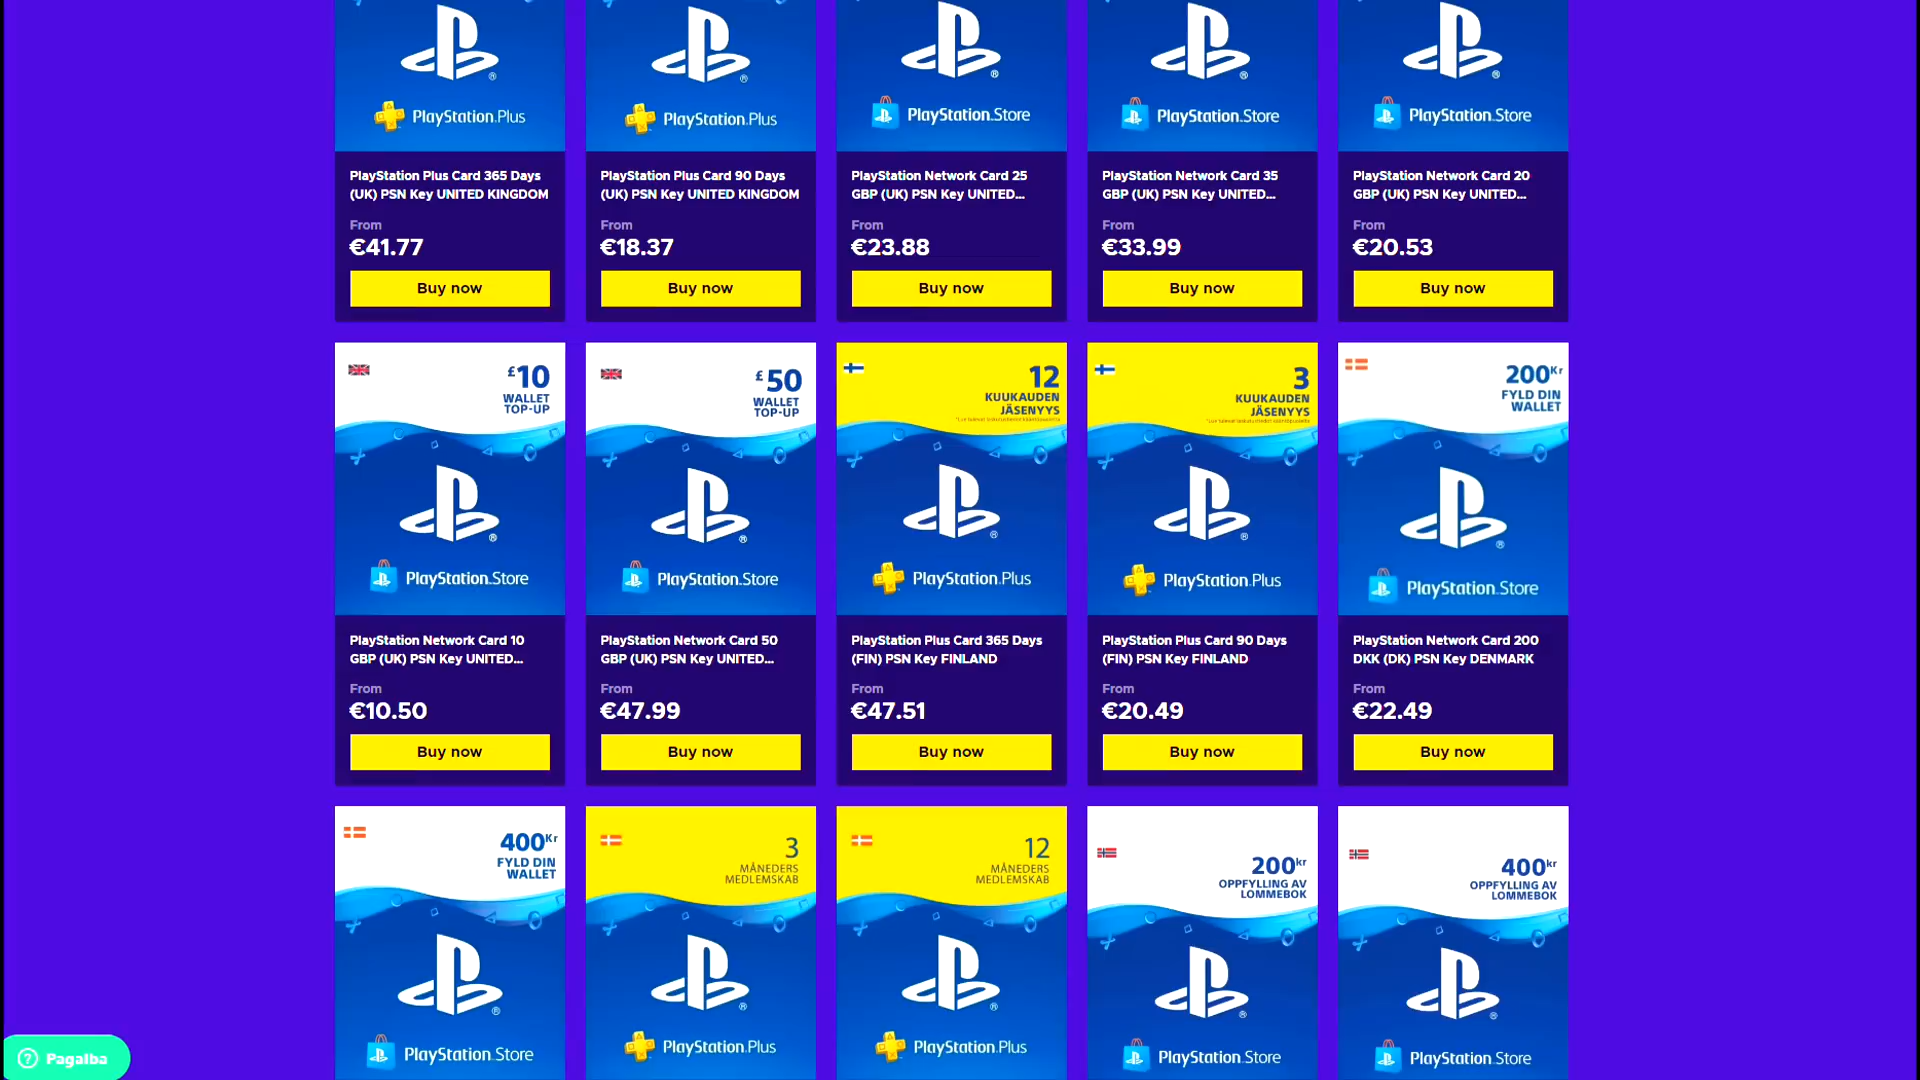 PlayStation.Plus
PlayStation.Plus
PlayStation.Store
PlayStation.Store
PlayStation.Store
PlayStation Plus Card 365 Days
(UK) PSN Key UNITED KINGDOM
From
€41.77
Buy now
PlayStation Plus Card 90 Days
(UK) PSN Key UNITED KINGDOM
From
€18.37
Buy now
PlayStation Network Card 25
GBP (UK) PSN Key UNITED...
From
€23.88
Buy now
PlayStation Network Card 35
GBP (UK) PSN Key UNITED...
From
€33.99
Buy now
PlayStation Network Card 20
GBP (UK) PSN Key UNITED...
From
€20.53
Buy now
£10
WALLET
TOP-UP
PlayStation.Store
PlayStation Network Card 10
GBP (UK) PSN Key UNITED...
From
€10.50
Buy now
£50
WALLET
TOP-UP
PlayStation.Store
PlayStation Network Card 50
GBP (UK) PSN Key UNITED...
From
€47.99
Buy now
12
KUUKAUDEN
JÄSENYYS
PlayStation.Plus
PlayStation Plus Card 365 Days
(FIN) PSN Key FINLAND
From
€47.51
Buy now
3
KUUKAUDEN
JÄSENYYS
PlayStation.Plus
PlayStation Plus Card 90 Days
(FIN) PSN Key FINLAND
From
€20.49
Buy now
200Kr
FYLD DIN
WALLET
PlayStation.Store
PlayStation Network Card 200
DKK (DK) PSN Key DENMARK
From
€22.49
Buy now
400Kr
FYLD DIN
WALLET
PlayStation.Store
3
MÅNEDERS
MEDLEMSKAB
PlayStation.Plus
12
MÅNEDERS
MEDLEMSKAB
PlayStation.Plus
200kr
OPPFYLLING AV
LOMMEBOK
PlayStation.Store
400kr
OPPFYLLING AV
LOMMEBOK
PlayStation.Store
Pagalba